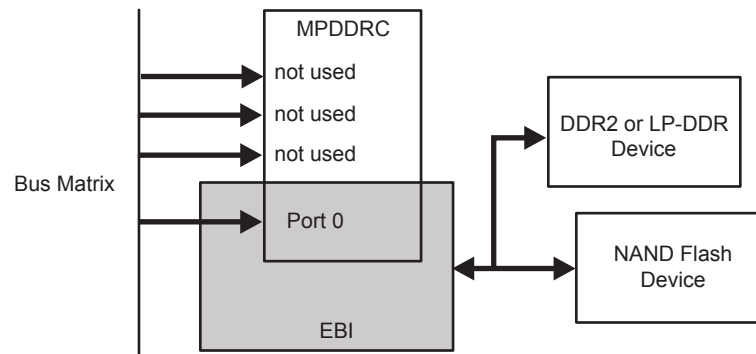 MPDDRC
not used
not used
not used
Bus Matrix
Port 0
EBI
DDR2 or LP-DDR
Device
NAND Flash
Device